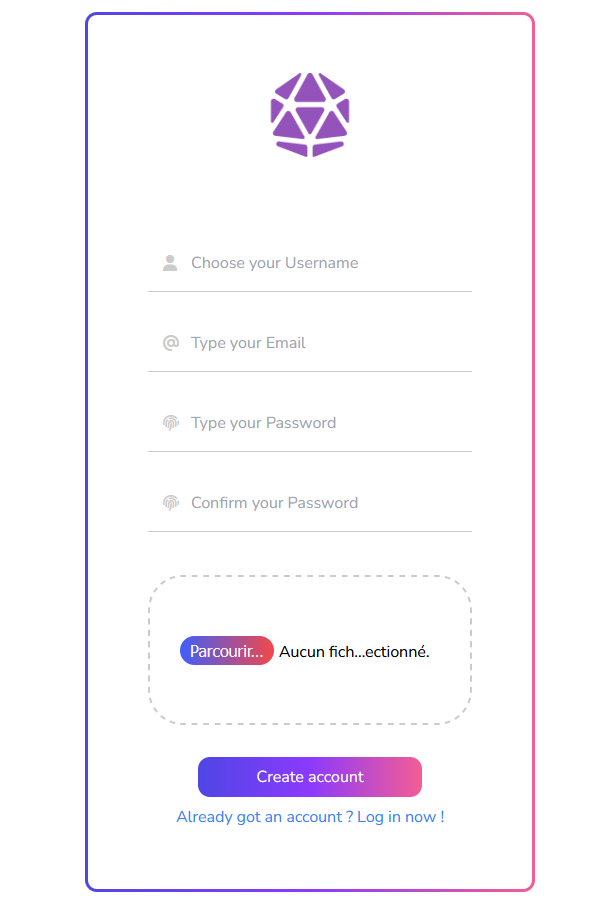 Choose your Username
Type your Email
Type your Password
Confirm your Password
Parcourir... Aucun fich...ectionné.
Create account
Already got an account ? Log in now !